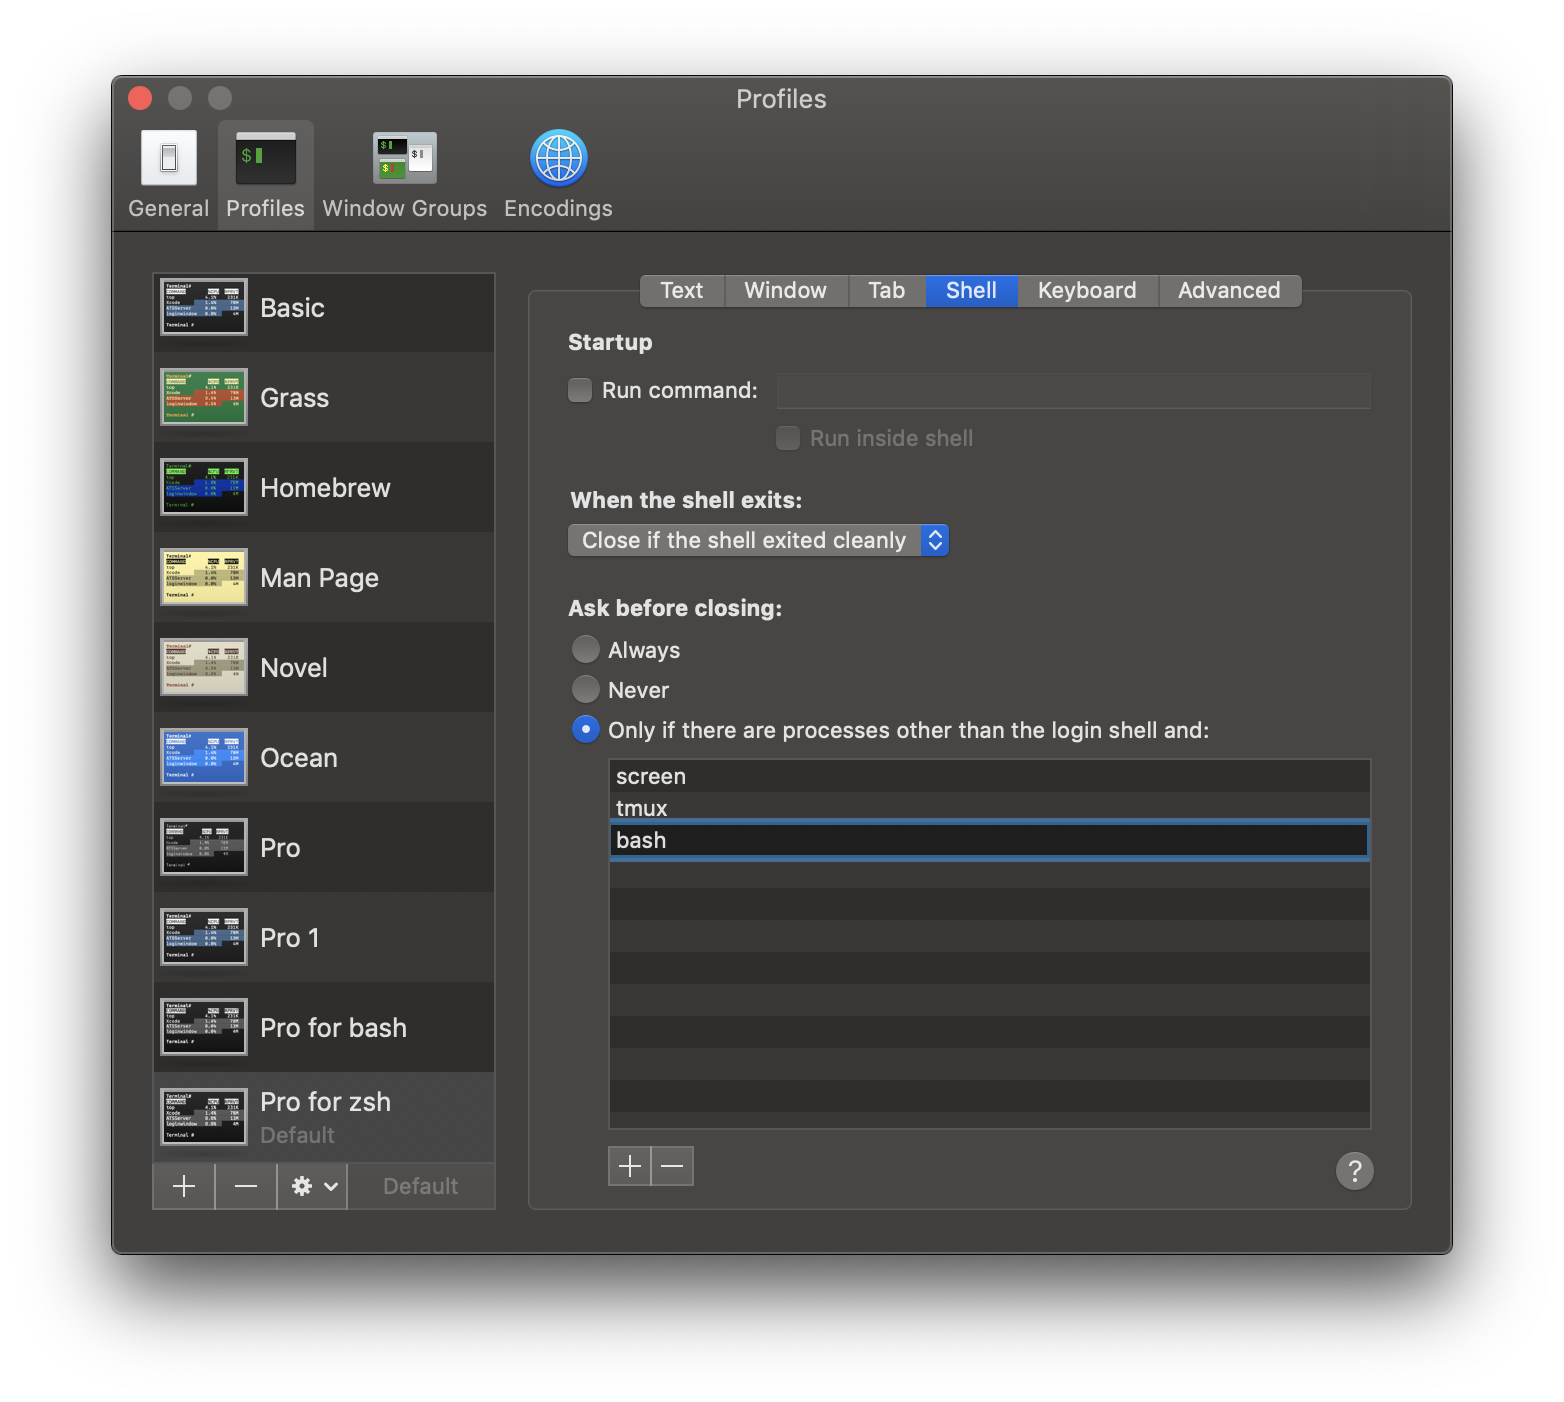 Profiles
General
Profiles
Window Groups
Encodings
Basic
Grass
Homebrew
Man Page
Novel
Ocean
Pro
Pro 1
Pro for bash
Pro for zsh
Default
Default
Text
Window
Tab
Shell
Keyboard
Advanced
Startup
Run command:
Run inside shell
When the shell exits:
Close if the shell exited cleanly
Ask before closing:
Always
Never
Only if there are processes other than the login shell and:
screen
tmux
bash
?